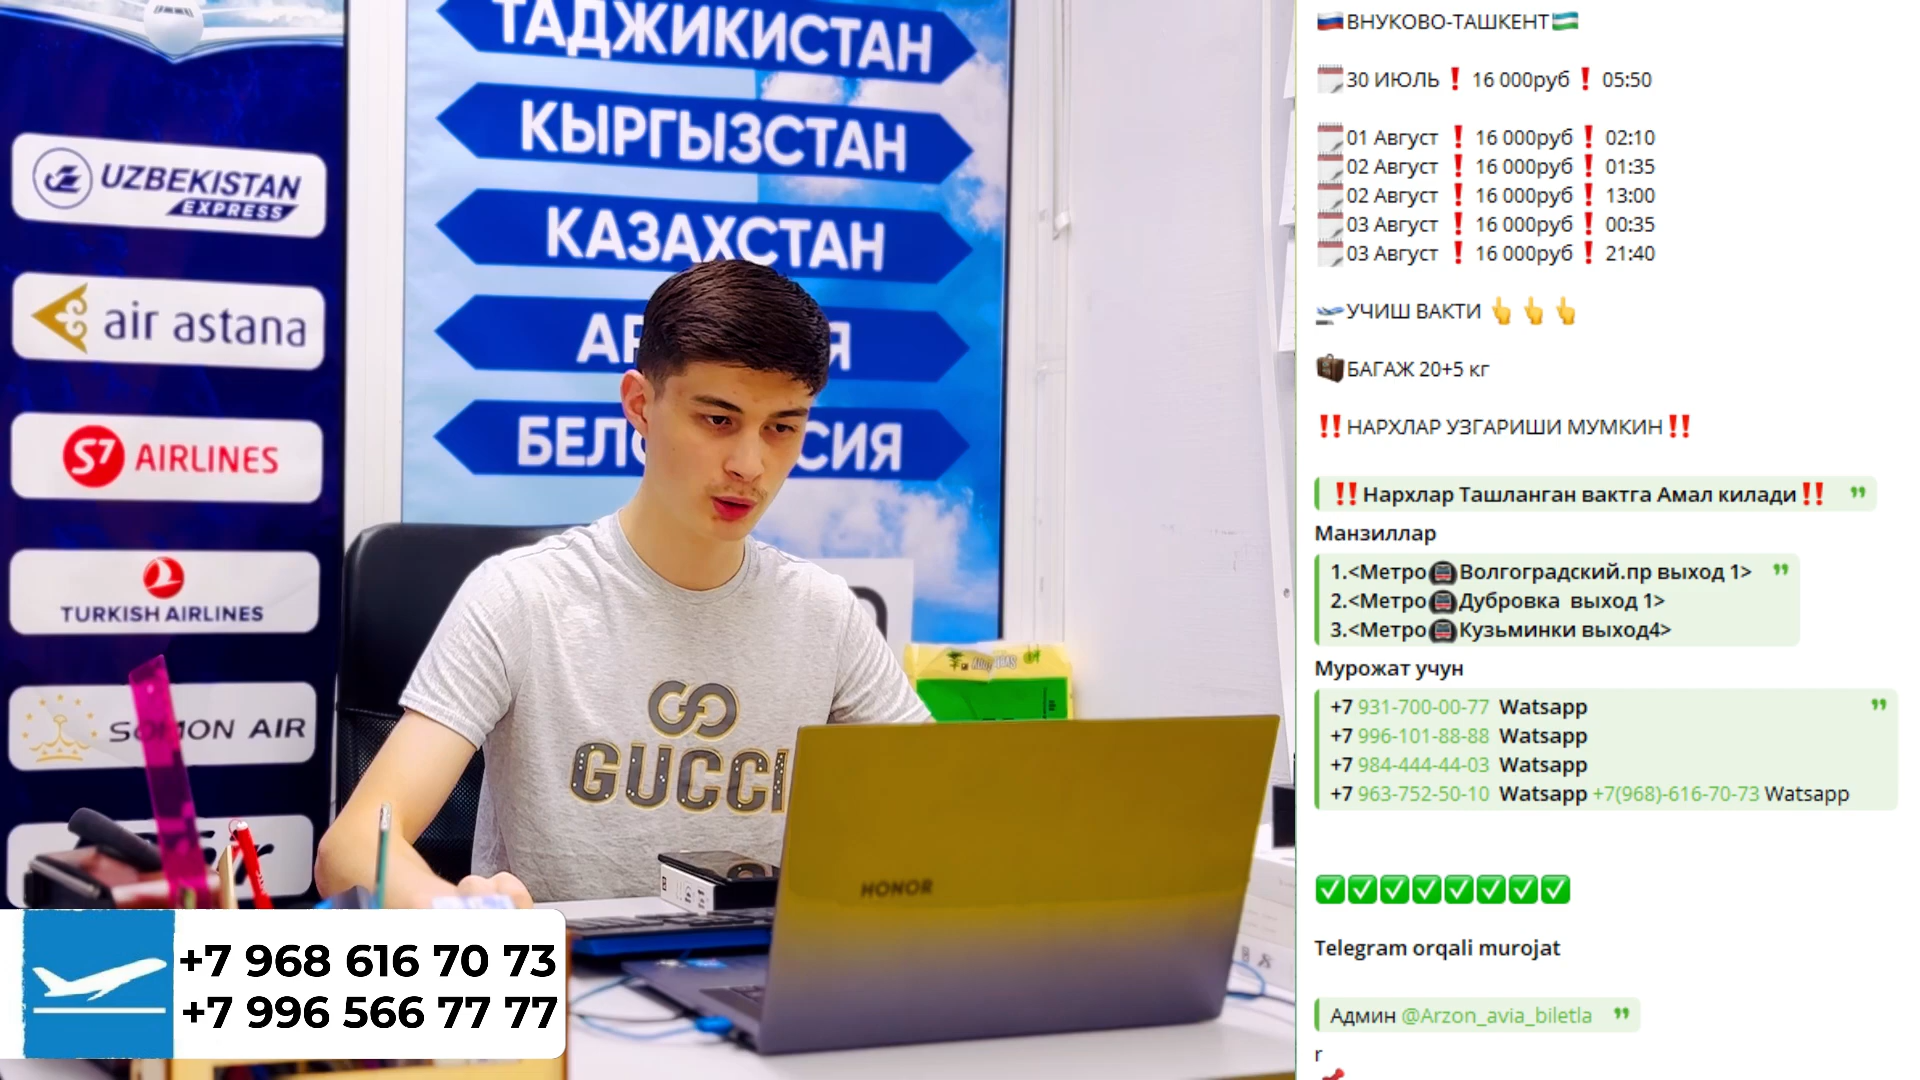 ТАДЖИКИСТАН
КЫРГЫЗСТАН
КАЗАХСТАН
БЕЛ
СИЯ
UZBEKISTAN
EXPRESS
air astana
S7 AIRLINES
TURKISH AIRLINES
SOMON AIR
GUCCI
HONOR
+7 968 616 70 73
+7 996 566 77 77
ВНУКОВО-ТАШКЕНТ
30 ИЮЛЬ❗ 16 000руб❗ 05:50
01 Август ❗ 16 000руб❗ 02:10
02 Август ❗ 16 000руб❗ 01:35
02 Август ❗ 16 000руб❗ 13:00
03 Август ❗ 16 000руб❗ 00:35
03 Август ❗ 16 000руб❗ 21:40
УЧИШ ВАКТИ
БАГАЖ 20+5 кг
‼️НАРХЛАР УЗГАРИШИ МУМКИН‼️
‼️Нархлар Ташланган вактга Амал килади‼️
Манзиллар
1.<Метро🚇Волгоградский.пр выход 1>
2.<Метро🚇Дубровка выход 1>
3.<Метро🚇Кузьминки выход4>
Мурожат учун
+7 931-700-00-77 Watsapp
+7 996-101-88-88 Watsapp
+7 984-444-44-03 Watsapp
+7 963-752-50-10 Watsapp +7(968)-616-70-73 Watsapp
✅✅✅✅✅✅✅✅
Telegram orqali murojat
Админ @Arzon_avia_biletla
r